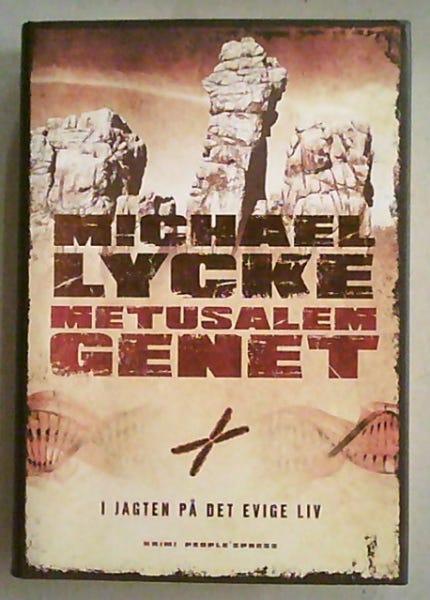 MICHAEL
LYCKE
METUSALEM
GENET
I JAGTEN PÅ DET EVIGE LIV
KRIMI PEOPLE'SPRESS